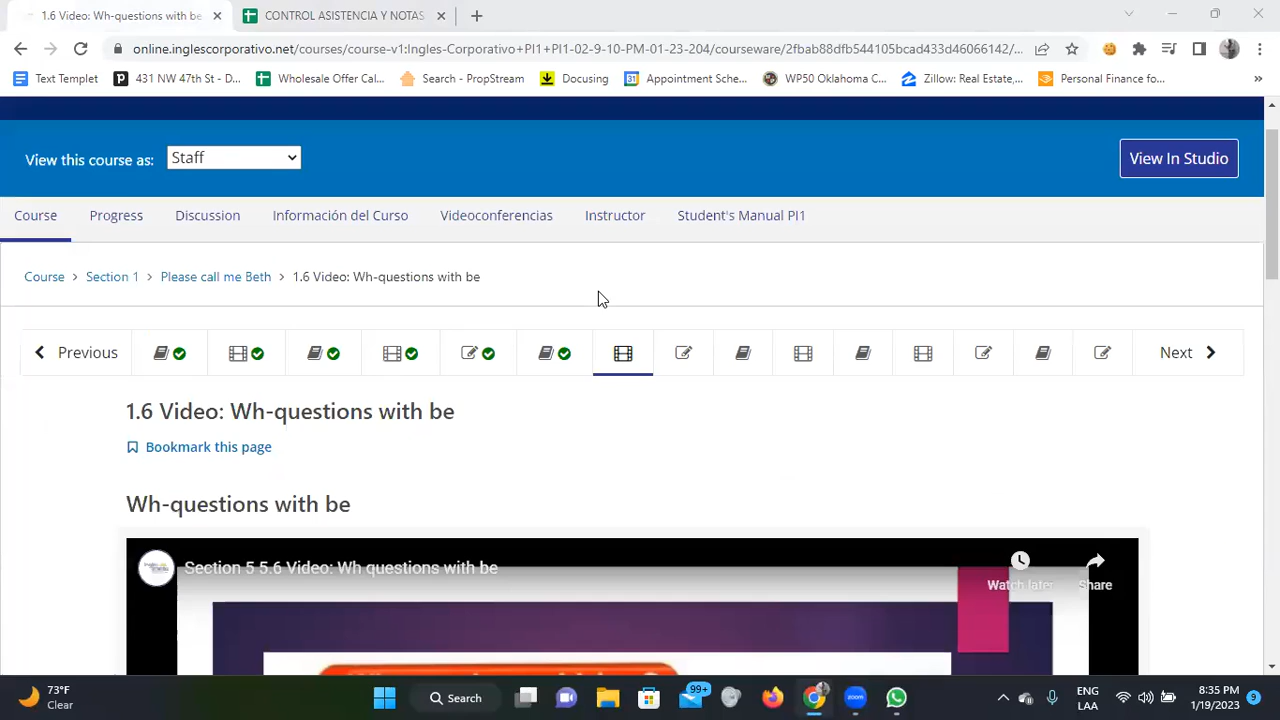 1.6 Video: Wh-questions with be
CONTROL ASISTENCIA Y NOTAS
online.inglescorporativo.net/courses/course-v1:Ingles-Corporativo+PI1+PI1-02-9-10-PM-01-23-204/courseware/2fbab88dfb544105bcad433d46066142/...
Text Templet
431 NW 47th St - D...
Wholesale Offer Cal...
Search - PropStream
Docusing
Appointment Sche...
WP50 Oklahoma C...
Zillow: Real Estate,...
Personal Finance fo...
View this course as:
Staff
View In Studio
Course
Progress
Discussion
Información del Curso
Videoconferencias
Instructor
Student's Manual PI1
Course > Section 1 > Please call me Beth > 1.6 Video: Wh-questions with be
Previous
Next
1.6 Video: Wh-questions with be
Bookmark this page
Wh-questions with be
Section 5 5.6 Video: Wh questions with be
Watch later
Share
73°F
Clear
Search
99+
ENG
LAA
8:35 PM
1/19/2023
9